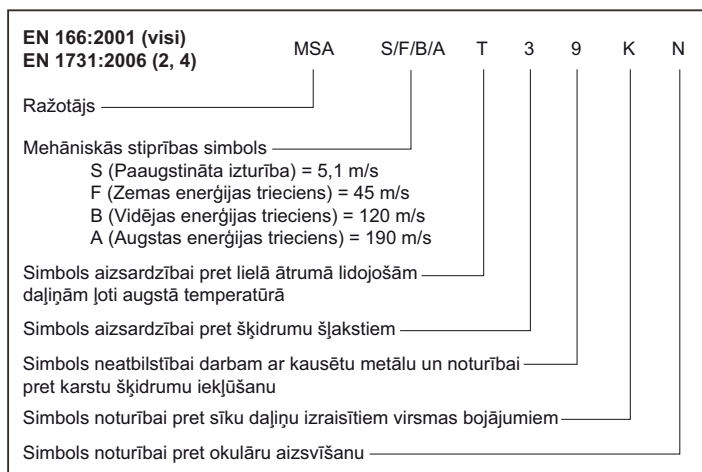 EN 166:2001 (visi)
EN 1731:2006 (2, 4)
MSA S/F/B/A T 3 9 K N
Ražotājs
Mehāniskās stiprības simbols
S (Paaugstināta izturība) = 5,1 m/s
F (Zemas enerģijas trieciens) = 45 m/s
B (Vidējas enerģijas trieciens) = 120 m/s
A (Augstas enerģijas trieciens) = 190 m/s
Simbols aizsardzībai pret lielā ātrumā lidojošām
daļiņām ļoti augstā temperatūrā
Simbols aizsardzībai pret šķidrumu šļakstiem
Simbols neatbilstībai darbam ar kausētu metālu un noturībai
pret karstu šķidrumu iekļūšanu
Simbols noturībai pret sīku daļiņu izraisītiem virsmas bojājumiem
Simbols noturībai pret okulāru aizsvīšanu